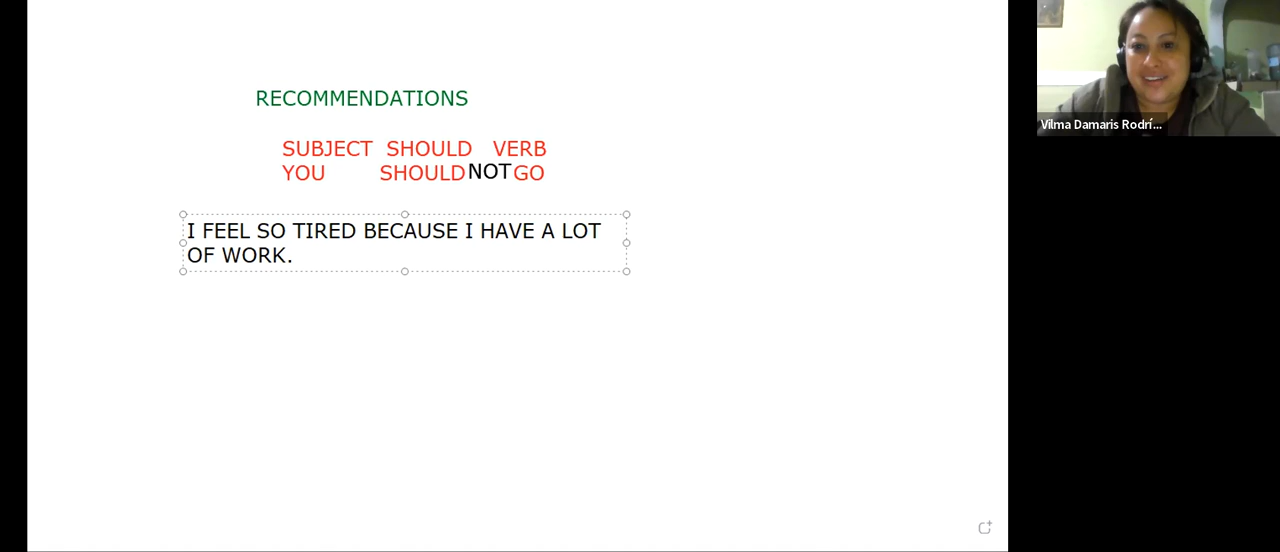 RECOMMENDATIONS
SUBJECT SHOULD VERB
YOU SHOULD NOT GO
I FEEL SO TIRED BECAUSE I HAVE A LOT
OF WORK.
Vilma Damaris Rodrí...